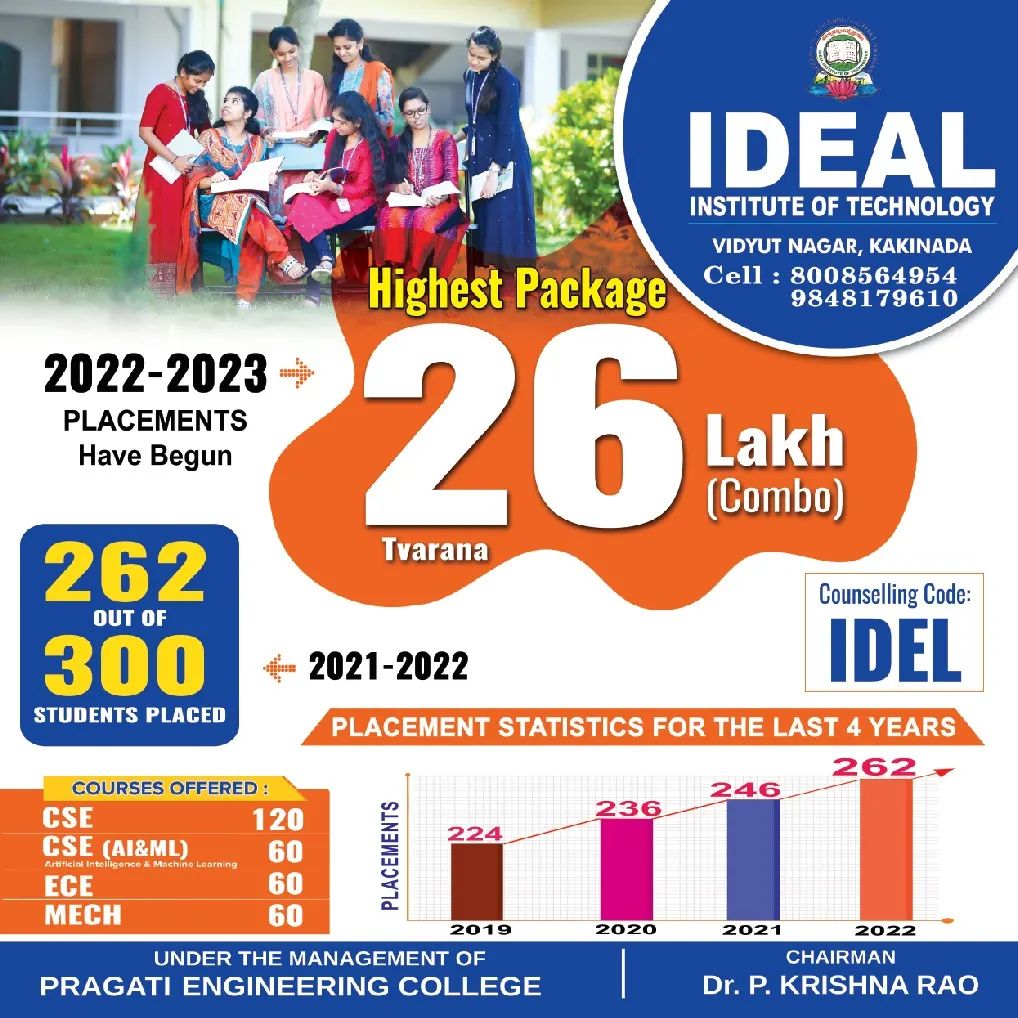 IDEAL
INSTITUTE OF TECHNOLOGY
VIDYUT NAGAR, KAKINADA
Cell : 8008564954
9848179610
Highest Package
26
Lakh
(Combo)
Tvarana
2022-2023
PLACEMENTS
Have Begun
262
OUT OF
300
STUDENTS PLACED
2021-2022
Counselling Code:
IDEL
PLACEMENT STATISTICS FOR THE LAST 4 YEARS
COURSES OFFERED :
CSE 120
CSE (AI&ML) 60
Artificial Intelligence & Machine Learning
ECE 60
MECH 60
PLACEMENTS
224
236
246
262
2019
2020
2021
2022
UNDER THE MANAGEMENT OF
PRAGATI ENGINEERING COLLEGE
CHAIRMAN
Dr. P. KRISHNA RAO